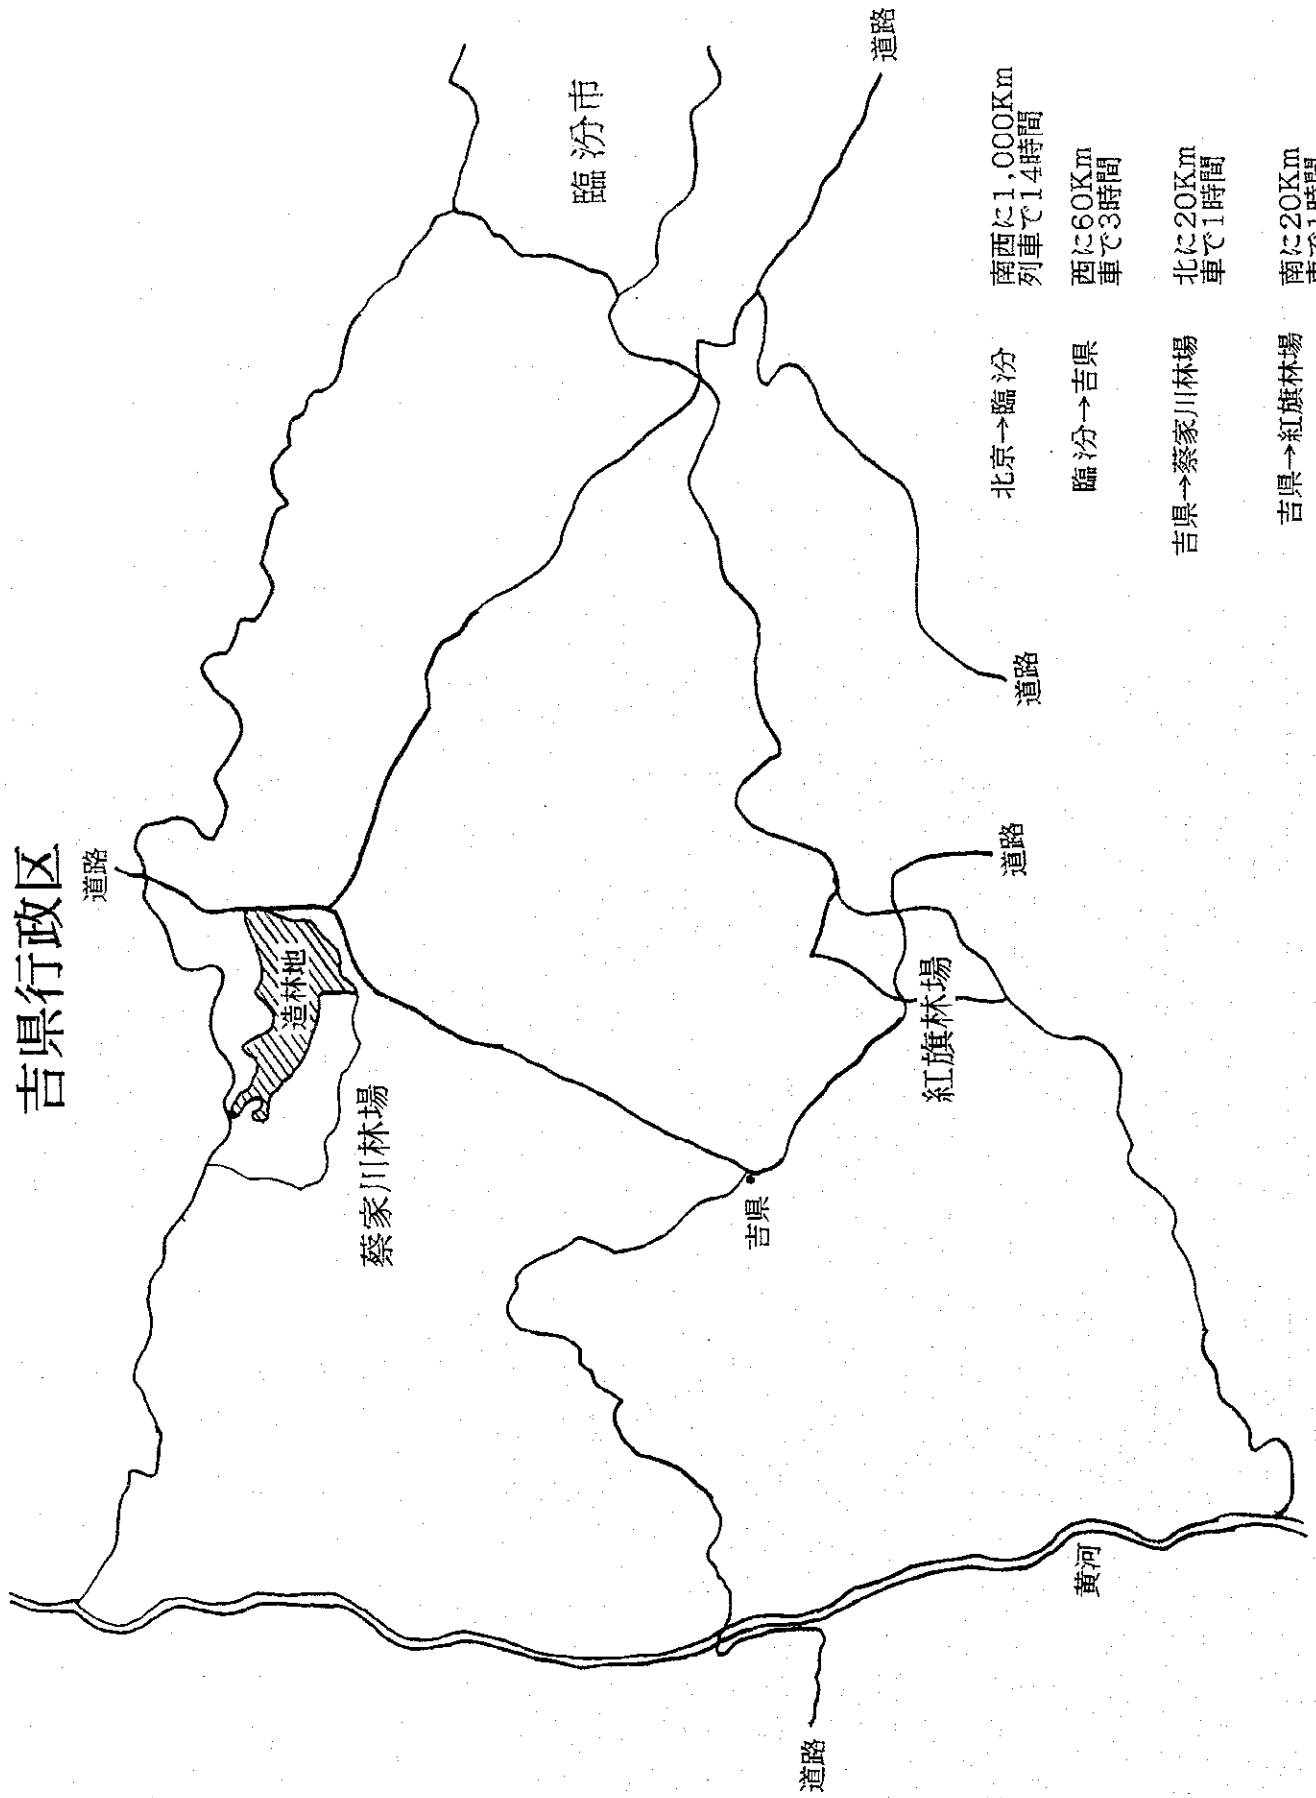 吉県行政区
道路
造林地
蔡家川林場
臨汾市
道路
吉県
紅旗林場
道路
道路
黄河
道路
北京→臨汾 南西に1,000Km
列車で14時間
臨汾→吉県 西に60Km
車で3時間
吉県→蔡家川林場 北に20Km
車で1時間
吉県→紅旗林場 南に20Km
車で1時間